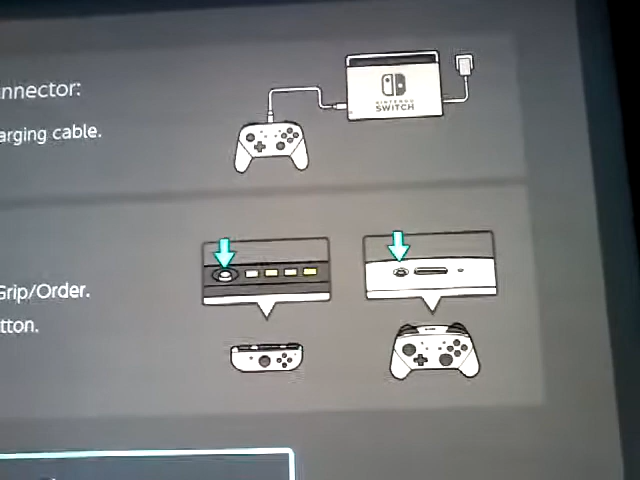 nnector:
arging cable.
NINTENDO
SWITCH
Grip/Order.
tton.